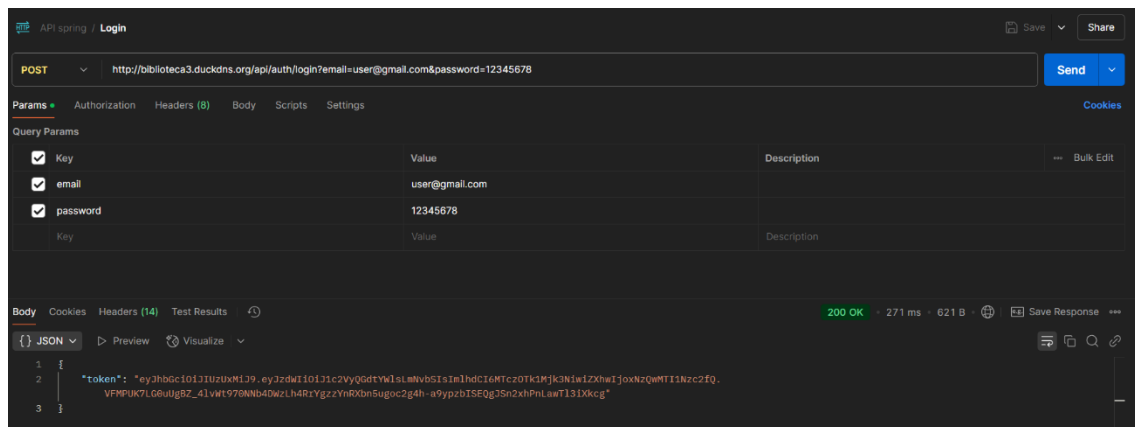 HTTP API spring / Login Save Share
POST http://biblioteca3.duckdns.org/api/auth/login?email=user@gmail.com&password=12345678 Send
Params Authorization Headers (8) Body Scripts Settings Cookies
Query Params
Key Value Description Bulk Edit
email user@gmail.com
password 12345678
Key Value Description
Body Cookies Headers (14) Test Results 200 OK 271 ms 621 B Save Response
{} JSON Preview Visualize
1 {
2 "token": "eyJhbGciOiJIUzUxMiJ9.eyJzdWIiOiJ1c2VyQGdtYWlsLmNvbSIsImlhdCI6MTczOTk1Mjk3NiwiZXhwIjoxNzQwMTI1Nzc2fQ.
VFMPUK7LG0uUgBZ_4lvWt970NNb4DWzLh4RrYgzzYnRXbn5ugoc2g4h-a9ypzbISEQgJSn2xhPnLawTl3iXkcg"
3 }